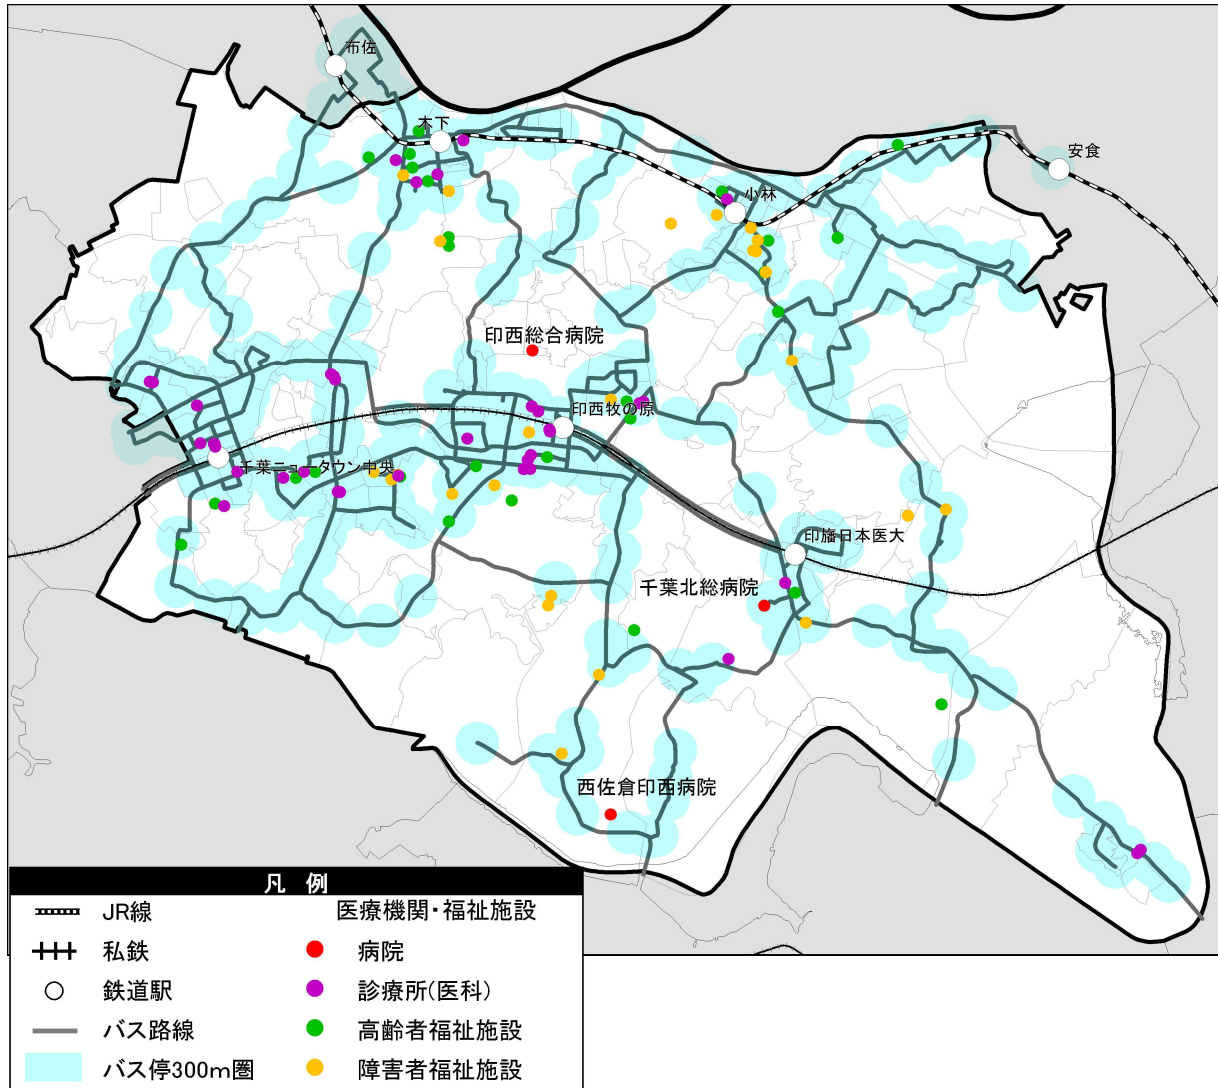 布佐
木下
安食
小林
印西総合病院
印西牧の原
千葉ニュータウン中央
印旛日本医大
千葉北総病院
西佐倉印西病院
凡 例
JR線
医療機関・福祉施設
私鉄
病院
鉄道駅
診療所(医科)
バス路線
高齢者福祉施設
バス停300m圏
障害者福祉施設